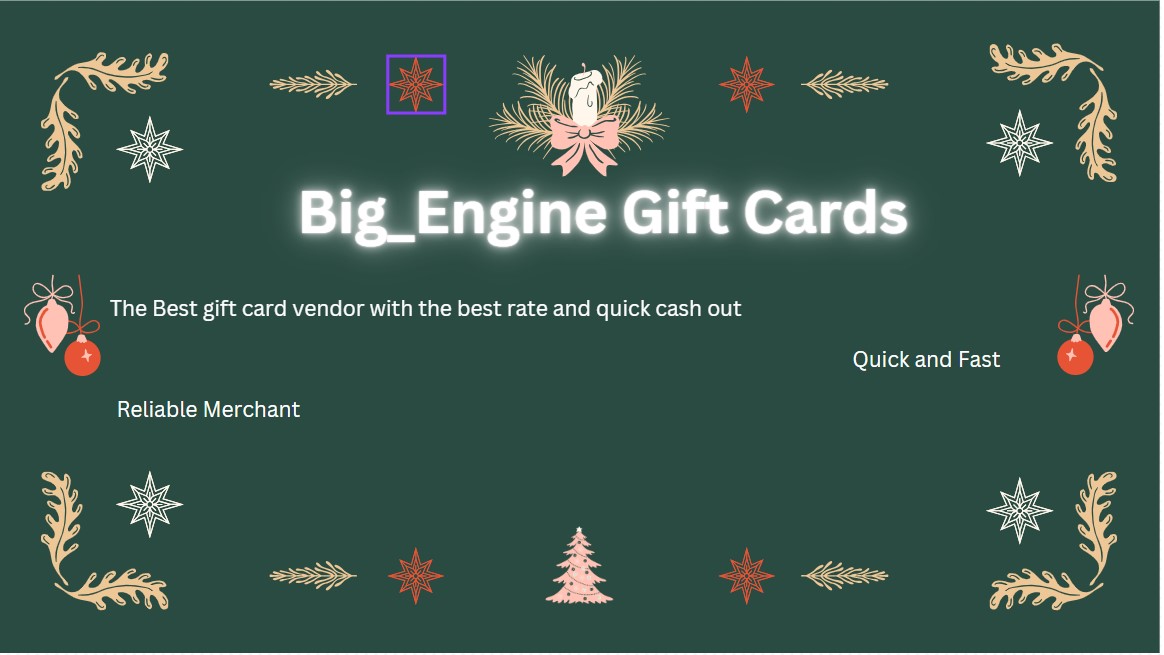 Big_Engine Gift Cards
The Best gift card vendor with the best rate and quick cash out
Quick and Fast
Reliable Merchant